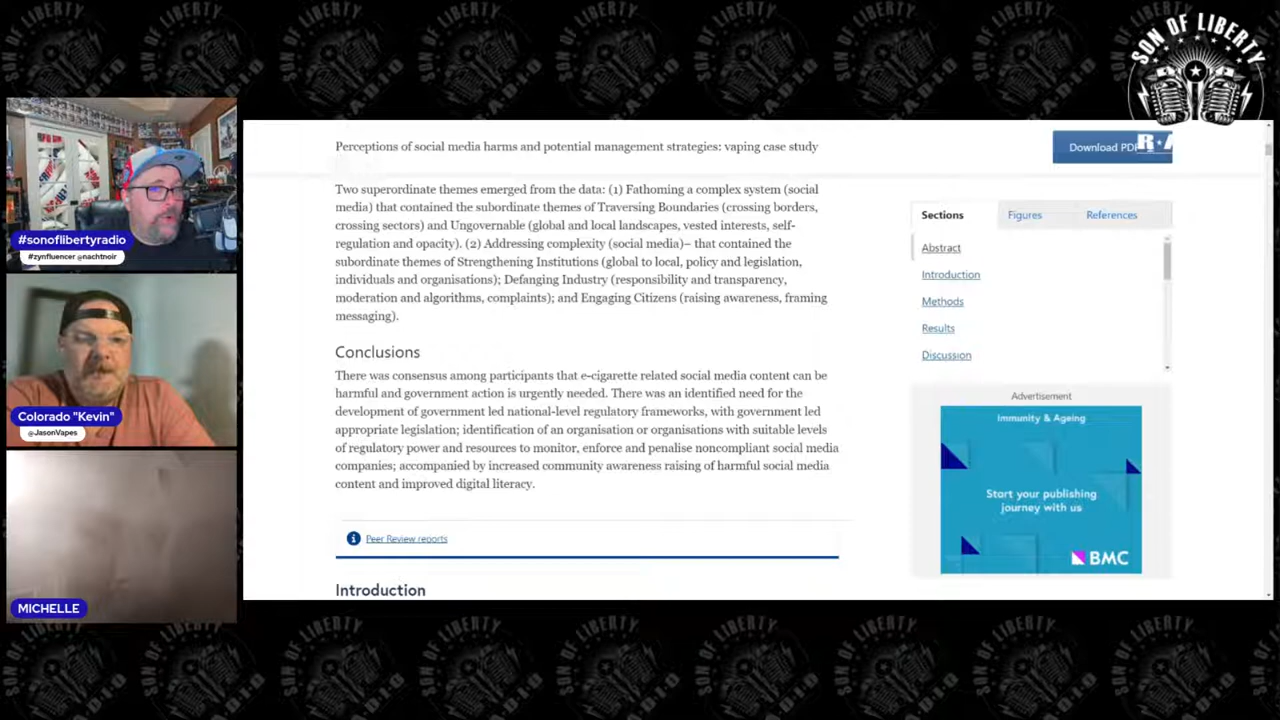 SON OF LIBERTY
R★A
#sonoflibertyradio
#zynfluencer @nachtnoir
Colorado "Kevin"
@JasonVapes
MICHELLE
Perceptions of social media harms and potential management strategies: vaping case study
Download PDF
Two superordinate themes emerged from the data: (1) Fathoming a complex system (social
media) that contained the subordinate themes of Traversing Boundaries (crossing borders,
crossing sectors) and Ungovernable (global and local landscapes, vested interests, self-
regulation and opacity). (2) Addressing complexity (social media)– that contained the
subordinate themes of Strengthening Institutions (global to local, policy and legislation,
individuals and organisations); Defanging Industry (responsibility and transparency,
moderation and algorithms, complaints); and Engaging Citizens (raising awareness, framing
messaging).
Conclusions
There was consensus among participants that e-cigarette related social media content can be
harmful and government action is urgently needed. There was an identified need for the
development of government led national-level regulatory frameworks, with government led
appropriate legislation; identification of an organisation or organisations with suitable levels
of regulatory power and resources to monitor, enforce and penalise noncompliant social media
companies; accompanied by increased community awareness raising of harmful social media
content and improved digital literacy.
Peer Review reports
Introduction
Sections
Figures
References
Abstract
Introduction
Methods
Results
Discussion
Advertisement
Immunity & Ageing
Start your publishing
journey with us
BMC